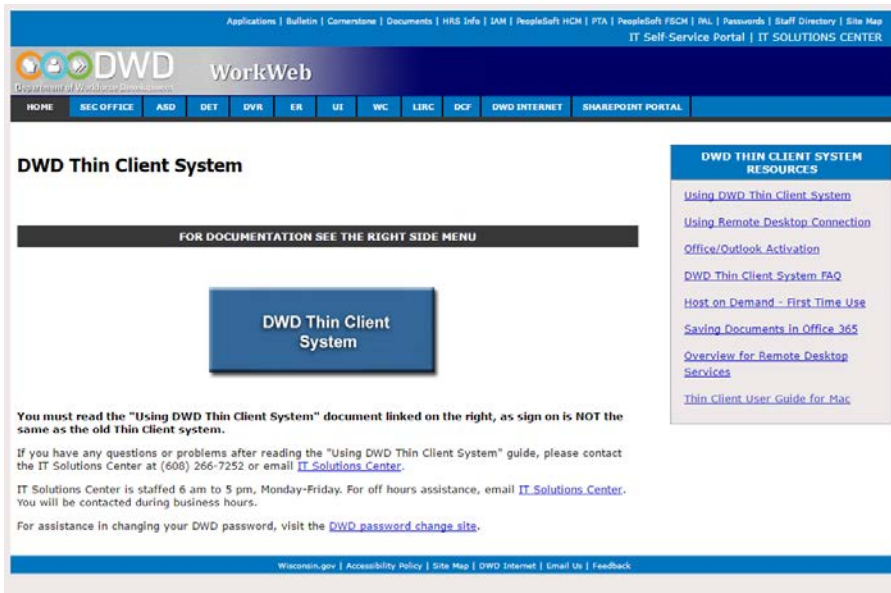 Applications | Bulletin | Cornerstone | Documents | HRS Info | IAM | PeopleSoft HCM | PTA | PeopleSoft FSCM | PAL | Passwords | Staff Directory | Site Map
IT Self-Service Portal | IT SOLUTIONS CENTER
DWD WorkWeb
Department of Workforce Development
HOME SEC OFFICE ASD DET DVR ER UI WC LIRC DCF DWD INTERNET SHAREPOINT PORTAL
DWD Thin Client System
FOR DOCUMENTATION SEE THE RIGHT SIDE MENU
DWD Thin Client
System
You must read the "Using DWD Thin Client System" document linked on the right, as sign on is NOT the
same as the old Thin Client system.
If you have any questions or problems after reading the "Using DWD Thin Client System" guide, please contact
the IT Solutions Center at (608) 266-7252 or email IT Solutions Center.
IT Solutions Center is staffed 6 am to 5 pm, Monday-Friday. For off hours assistance, email IT Solutions Center.
You will be contacted during business hours.
For assistance in changing your DWD password, visit the DWD password change site.
DWD THIN CLIENT SYSTEM
RESOURCES
Using DWD Thin Client System
Using Remote Desktop Connection
Office/Outlook Activation
DWD Thin Client System FAQ
Host on Demand - First Time Use
Saving Documents in Office 365
Overview for Remote Desktop
Services
Thin Client User Guide for Mac
Wisconsin.gov | Accessibility Policy | Site Map | DWD Internet | Email Us | Feedback